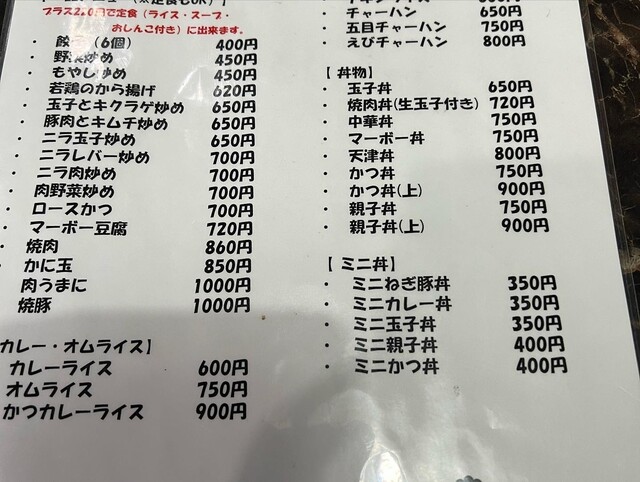 (※定食もOK)】
プラス220円で定食(ライス・スープ・
おしんこ付き)に出来ます。
・ 餃子(6個) 400円
・ 野菜炒め 450円
・ もやし炒め 450円
・ 若鶏のから揚げ 620円
・ 玉子とキクラゲ炒め 650円
・ 豚肉とキムチ炒め 650円
・ ニラ玉子炒め 650円
・ ニラレバー炒め 700円
・ ニラ肉炒め 700円
・ 肉野菜炒め 700円
・ ロースかつ 700円
・ マーボー豆腐 720円
・ 焼肉 860円
・ かに玉 850円
肉うまに 1000円
焼豚 1000円
カレー・オムライス】
カレーライス 600円
オムライス 750円
かつカレーライス 900円
・ チャーハン 650円
・ 五目チャーハン 750円
・ えびチャーハン 800円
【 丼物】
・ 玉子丼 650円
・ 焼肉丼(生玉子付き) 720円
・ 中華丼 750円
・ マーボー丼 750円
・ 天津丼 800円
・ かつ丼 750円
・ かつ丼(上) 900円
・ 親子丼 750円
・ 親子丼(上) 900円
【 ミニ丼】
・ ミニねぎ豚丼 350円
・ ミニカレー丼 350円
・ ミニ玉子丼 350円
・ ミニ親子丼 400円
・ ミニかつ丼 400円